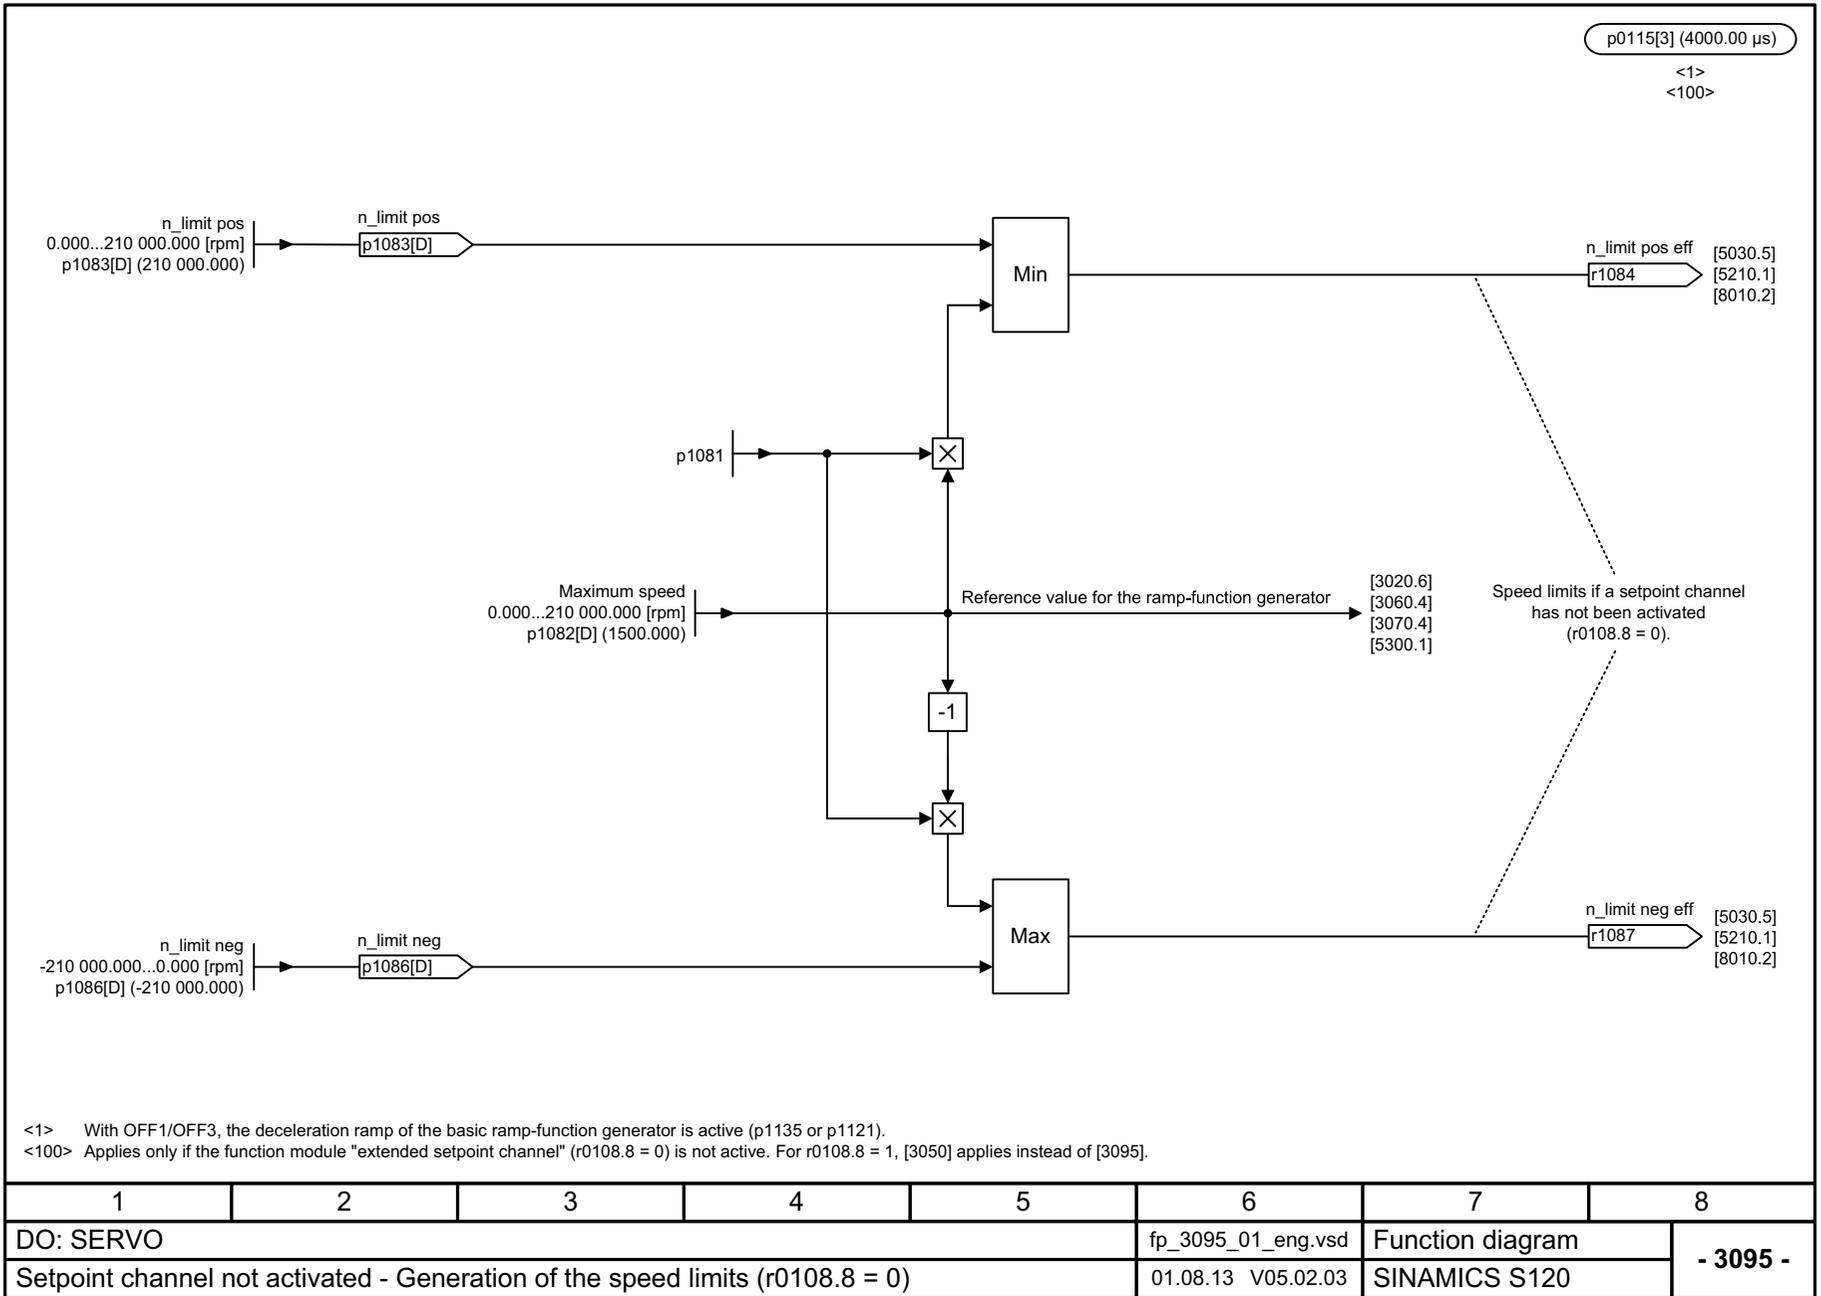 p0115[3] (4000.00 µs)
<1>
<100>
n_limit pos
0.000...210 000.000 [rpm]
p1083[D] (210 000.000)
n_limit pos
p1083[D]
Min
n_limit pos eff
r1084
[5030.5]
[5210.1]
[8010.2]
p1081
Maximum speed
0.000...210 000.000 [rpm]
p1082[D] (1500.000)
Reference value for the ramp-function generator
[3020.6]
[3060.4]
[3070.4]
[5300.1]
Speed limits if a setpoint channel
has not been activated
(r0108.8 = 0).
-1
n_limit neg
-210 000.000...0.000 [rpm]
p1086[D] (-210 000.000)
n_limit neg
p1086[D]
Max
n_limit neg eff
r1087
[5030.5]
[5210.1]
[8010.2]
<1> With OFF1/OFF3, the deceleration ramp of the basic ramp-function generator is active (p1135 or p1121).
<100> Applies only if the function module "extended setpoint channel" (r0108.8 = 0) is not active. For r0108.8 = 1, [3050] applies instead of [3095].
1 2 3 4 5 6 7 8
DO: SERVO
fp_3095_01_eng.vsd
Function diagram
- 3095 -
Setpoint channel not activated - Generation of the speed limits (r0108.8 = 0)
01.08.13 V05.02.03
SINAMICS S120